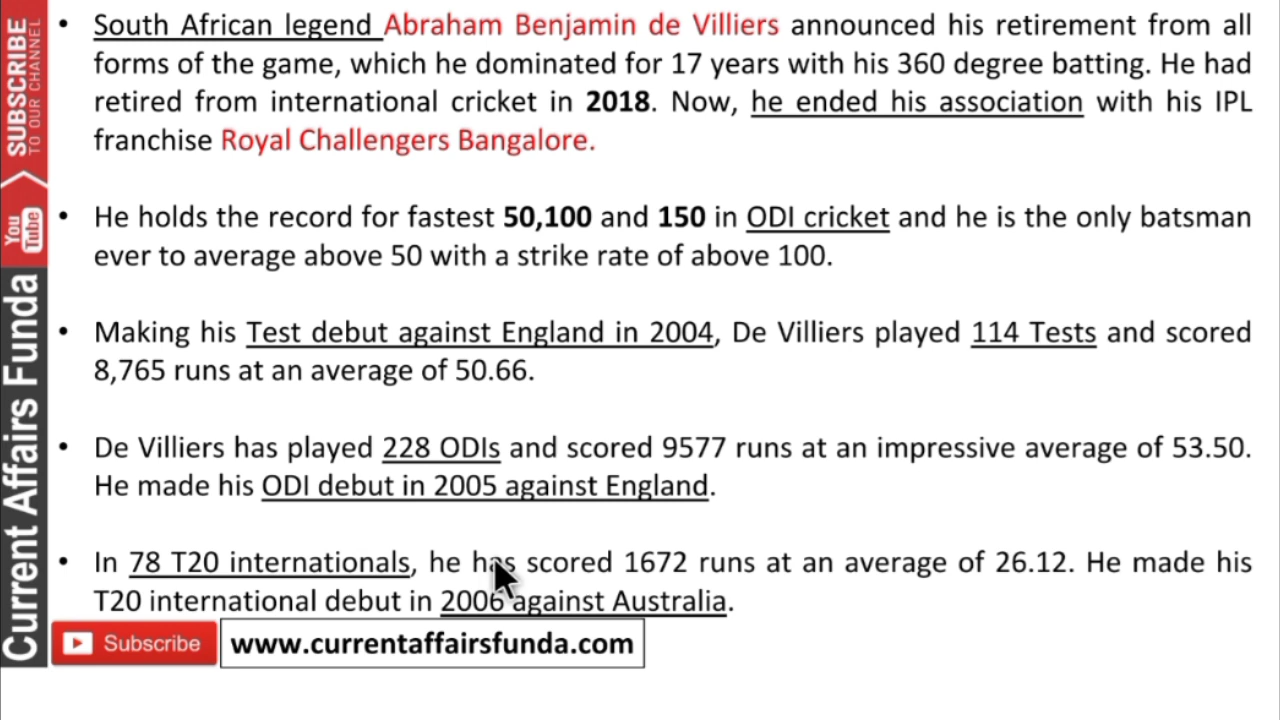 • South African legend Abraham Benjamin de Villiers announced his retirement from all
forms of the game, which he dominated for 17 years with his 360 degree batting. He had
retired from international cricket in 2018. Now, he ended his association with his IPL
franchise Royal Challengers Bangalore.
• He holds the record for fastest 50,100 and 150 in ODI cricket and he is the only batsman
ever to average above 50 with a strike rate of above 100.
• Making his Test debut against England in 2004, De Villiers played 114 Tests and scored
8,765 runs at an average of 50.66.
• De Villiers has played 228 ODIs and scored 9577 runs at an impressive average of 53.50.
He made his ODI debut in 2005 against England.
• In 78 T20 internationals, he has scored 1672 runs at an average of 26.12. He made his
T20 international debut in 2006 against Australia.
Subscribe
www.currentaffairsfunda.com
SUBSCRIBE
TO OUR CHANNEL
You Tube
Current Affairs Funda